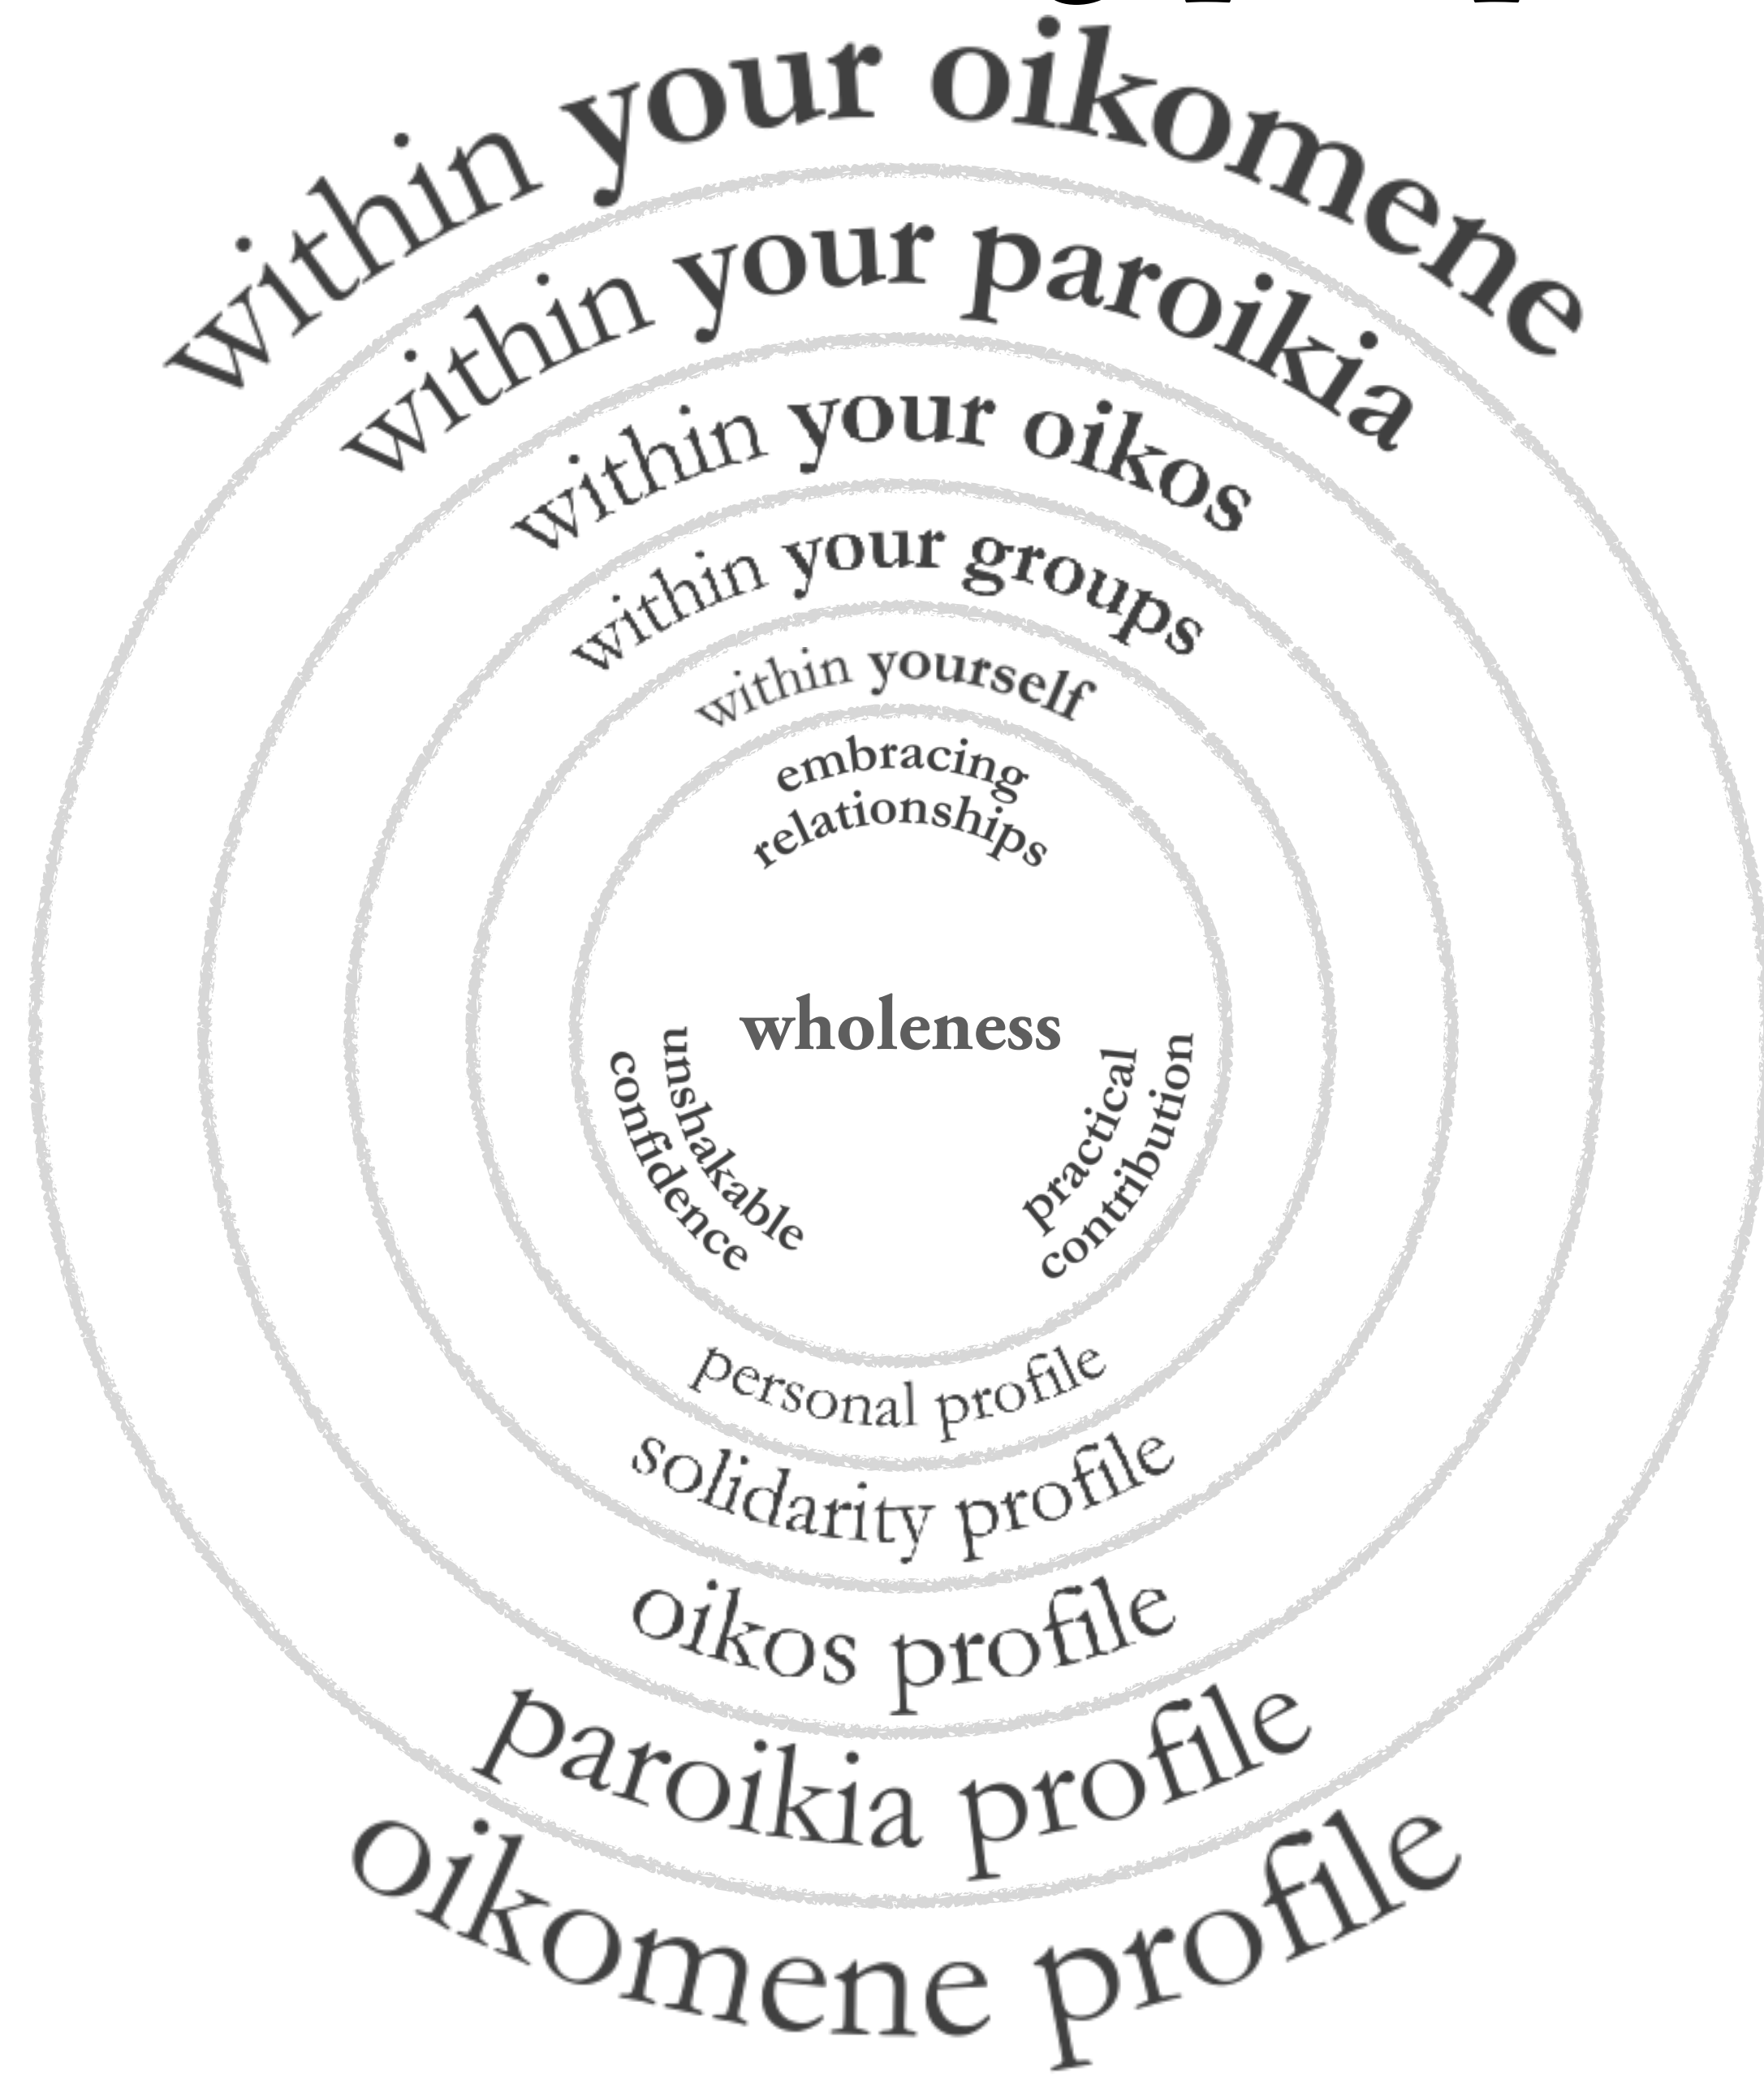 within your oikomene
within your paroikia
within your oikos
within your groups
within yourself
embracing
relationships
wholeness
unshakable
confidence
practical
contribution
personal profile
solidarity profile
oikos profile
paroikia profile
oikomene profile